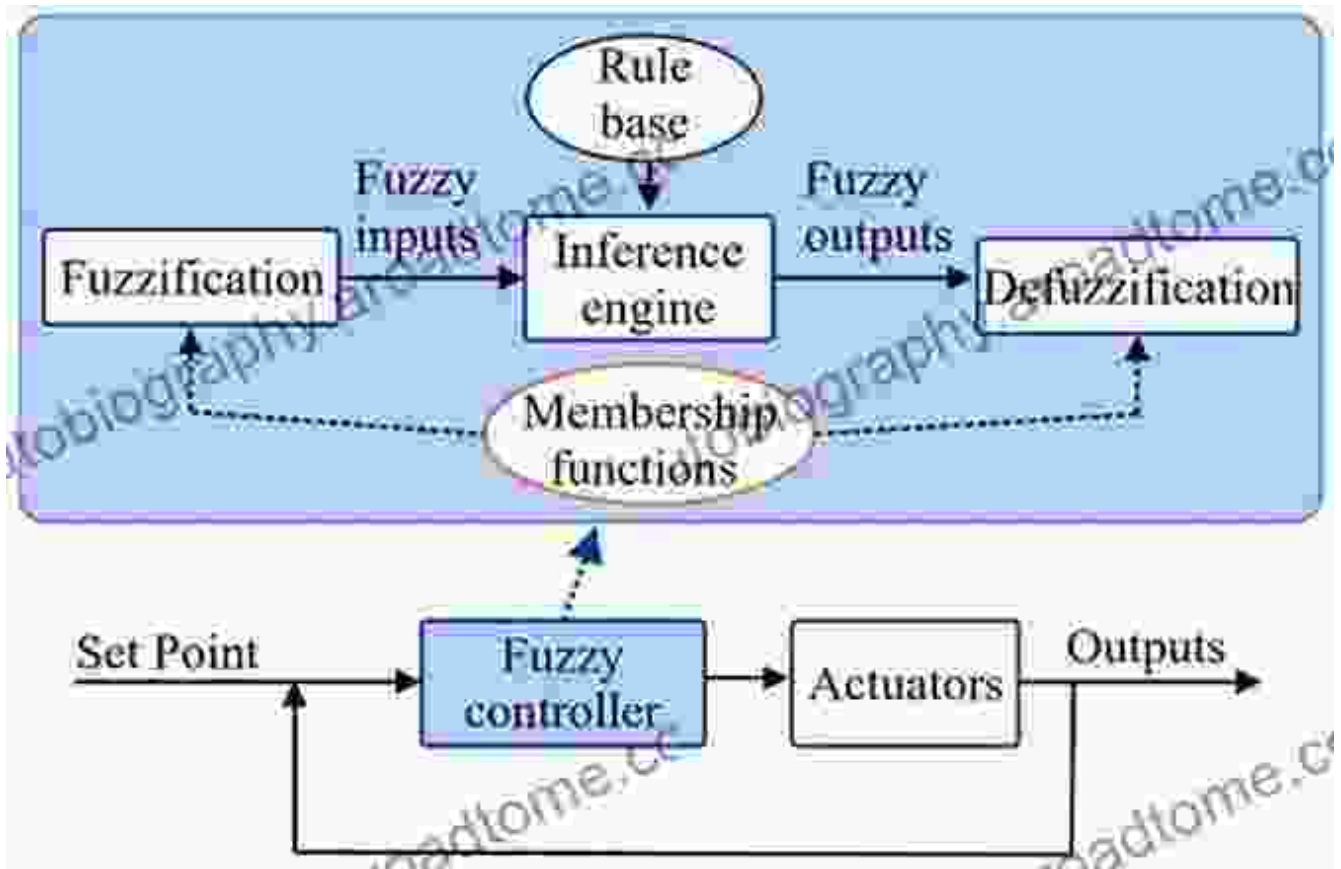 Rule
base
Fuzzy
inputs
Fuzzy
outputs
Fuzzification
Inference
engine
Defuzzification
Membership
functions
Set Point
Fuzzy
controller
Actuators
Outputs